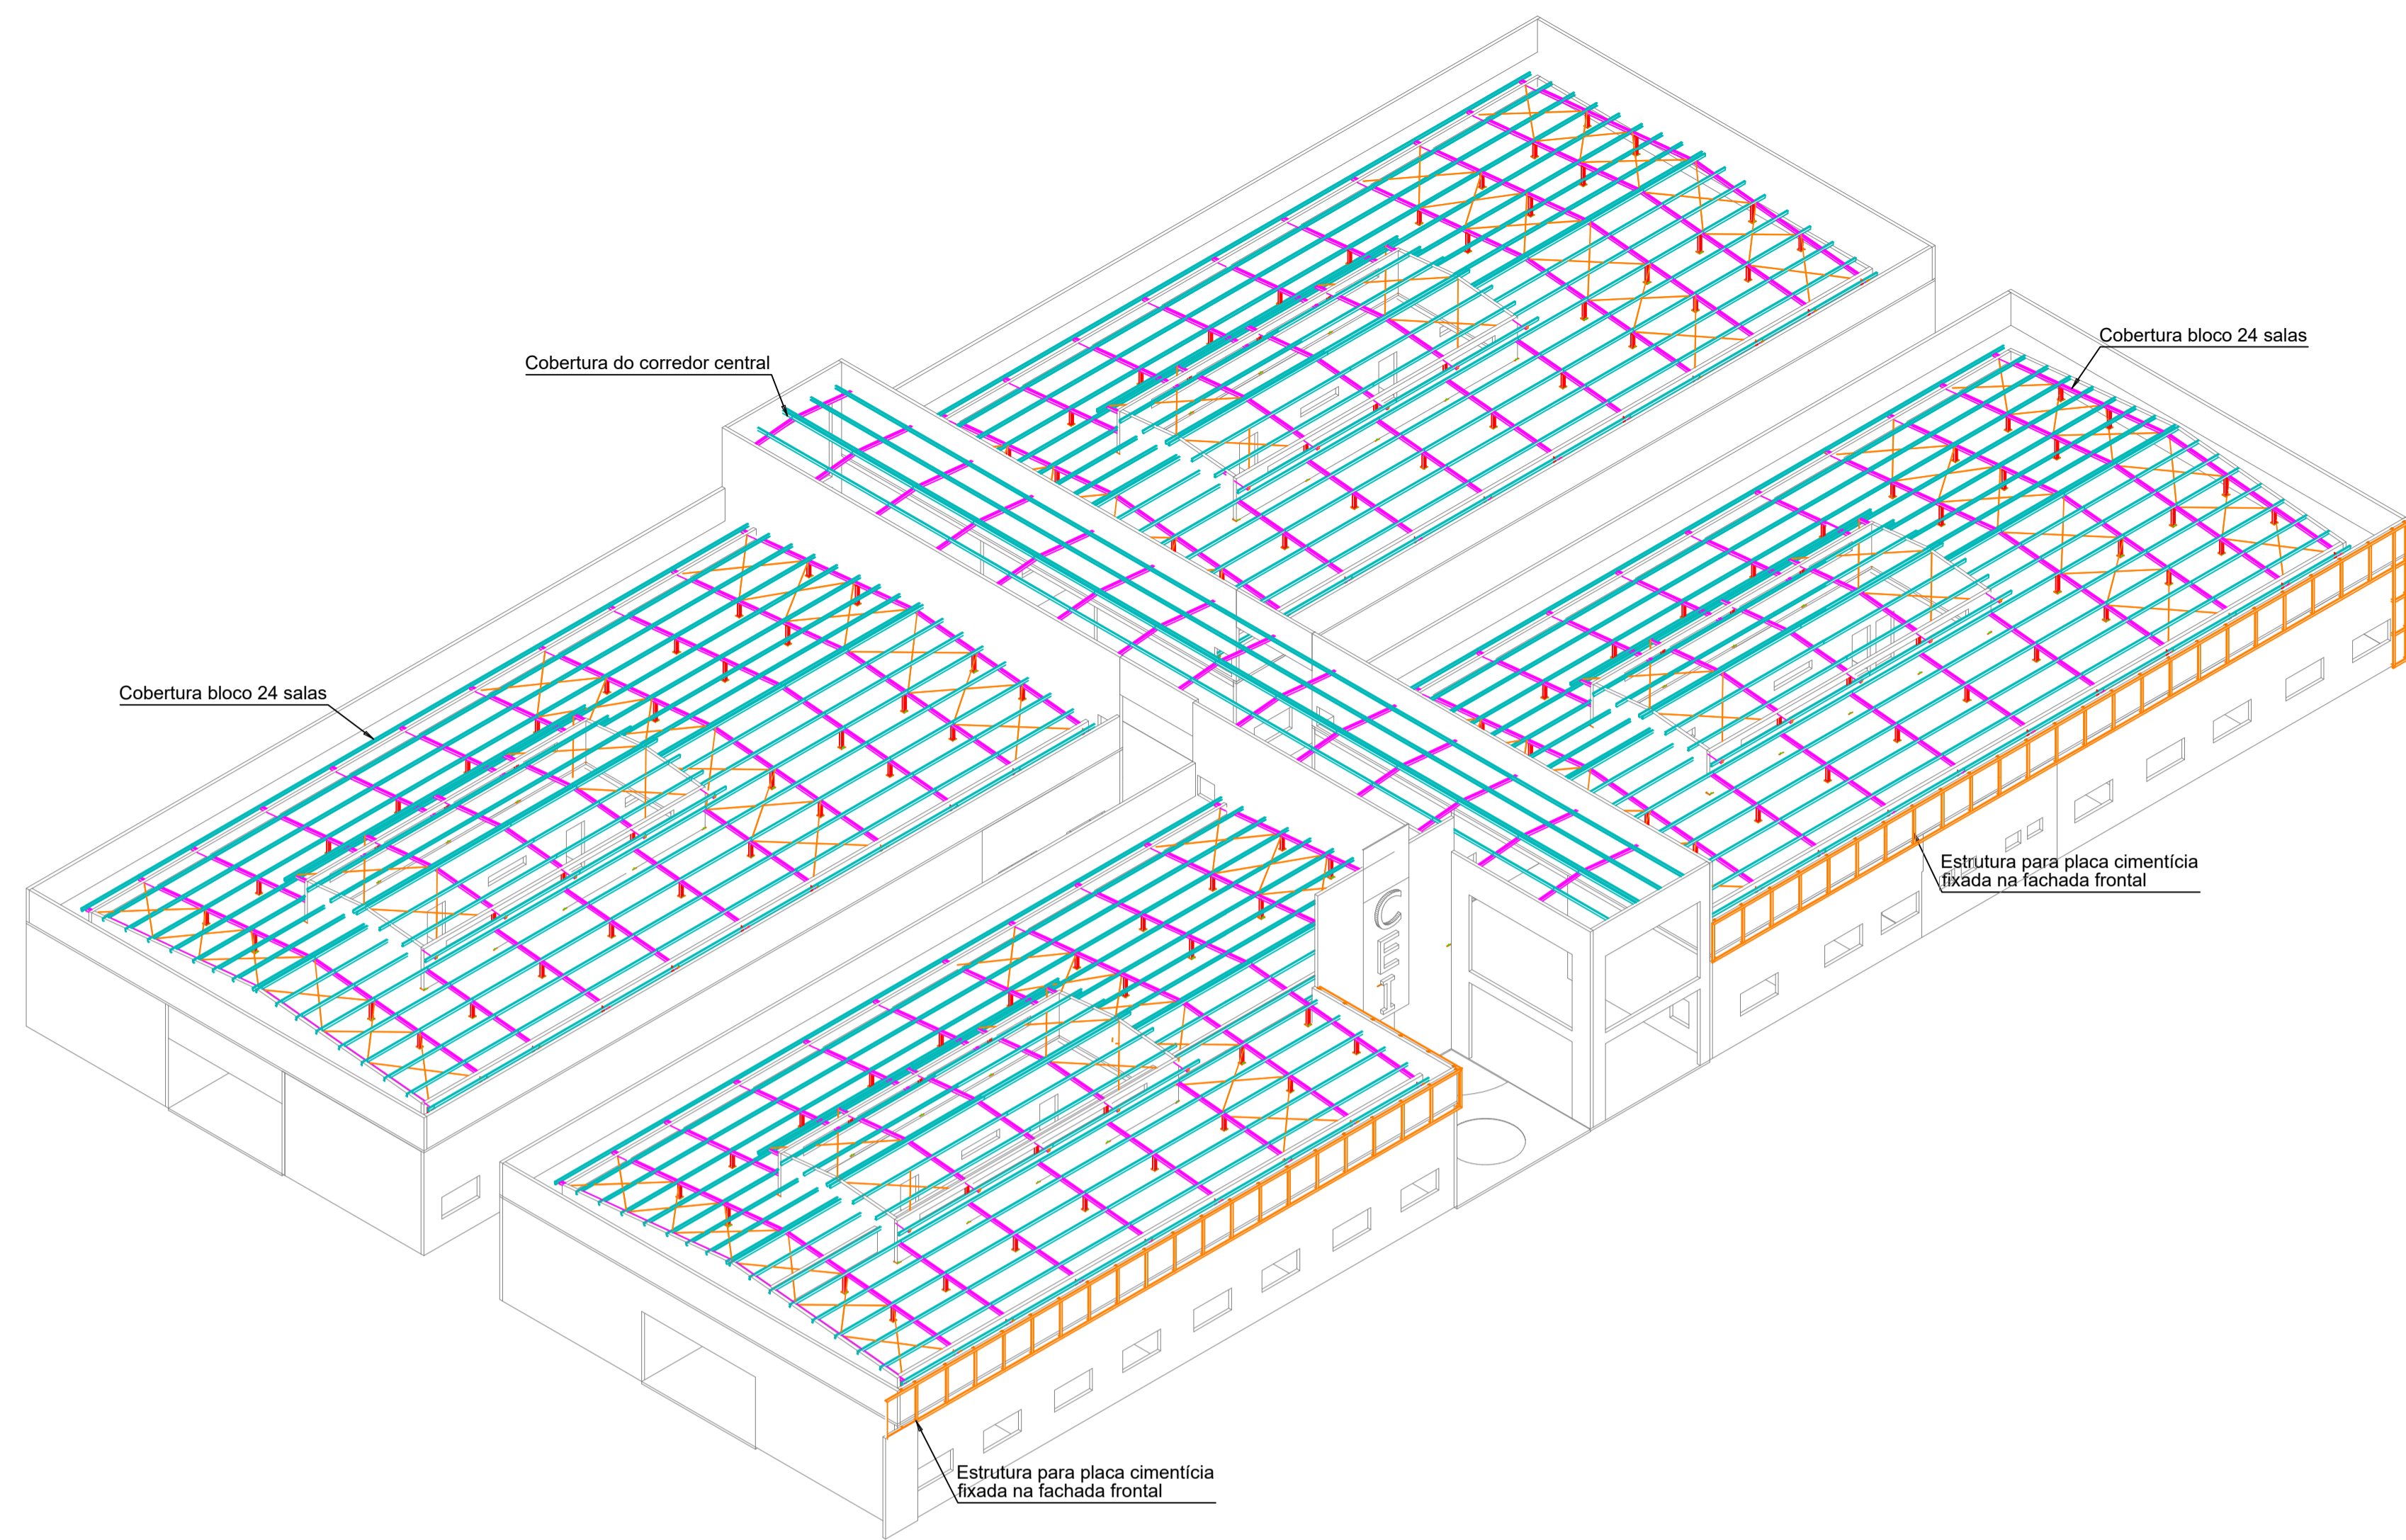 Cobertura bloco 24 salas
Cobertura do corredor central
Cobertura bloco 24 salas
Estrutura para placa cimentícia
fixada na fachada frontal
CEI
Estrutura para placa cimentícia
fixada na fachada frontal